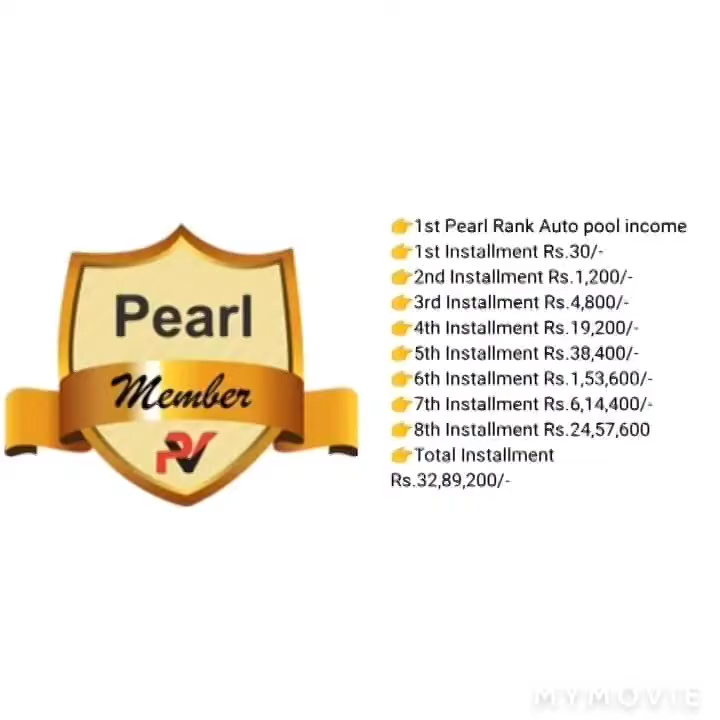 Pearl
Member
PV
👉1st Pearl Rank Auto pool income
👉1st Installment Rs.30/-
👉2nd Installment Rs.1,200/-
👉3rd Installment Rs.4,800/-
👉4th Installment Rs.19,200/-
👉5th Installment Rs.38,400/-
👉6th Installment Rs.1,53,600/-
👉7th Installment Rs.6,14,400/-
👉8th Installment Rs.24,57,600
👉Total Installment
Rs.32,89,200/-
MYMOVIE